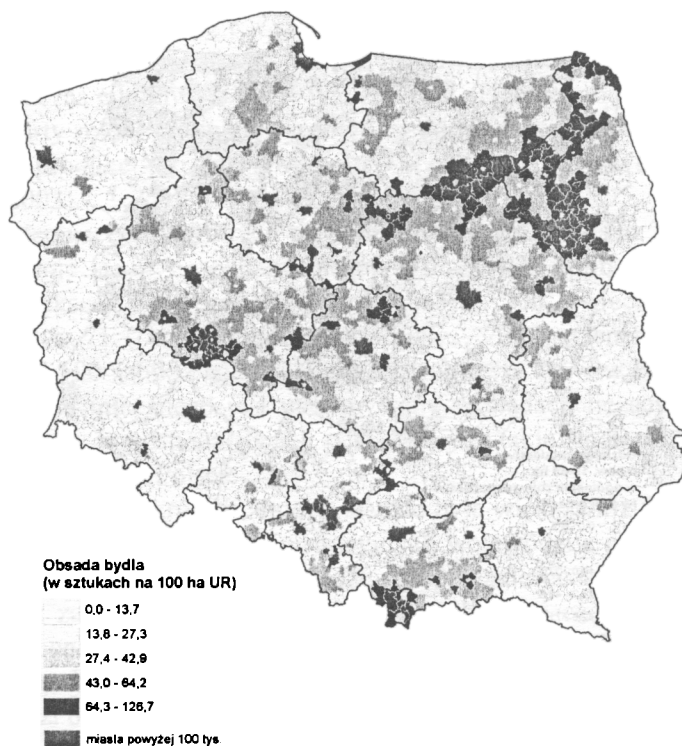 Obsada bydla
(w sztukach na 100 ha UR)
0,0 - 13,7
13,8 - 27,3
27,4 - 42,9
43,0 - 64,2
64,3 - 126,7
miasta powyżej 100 tys.